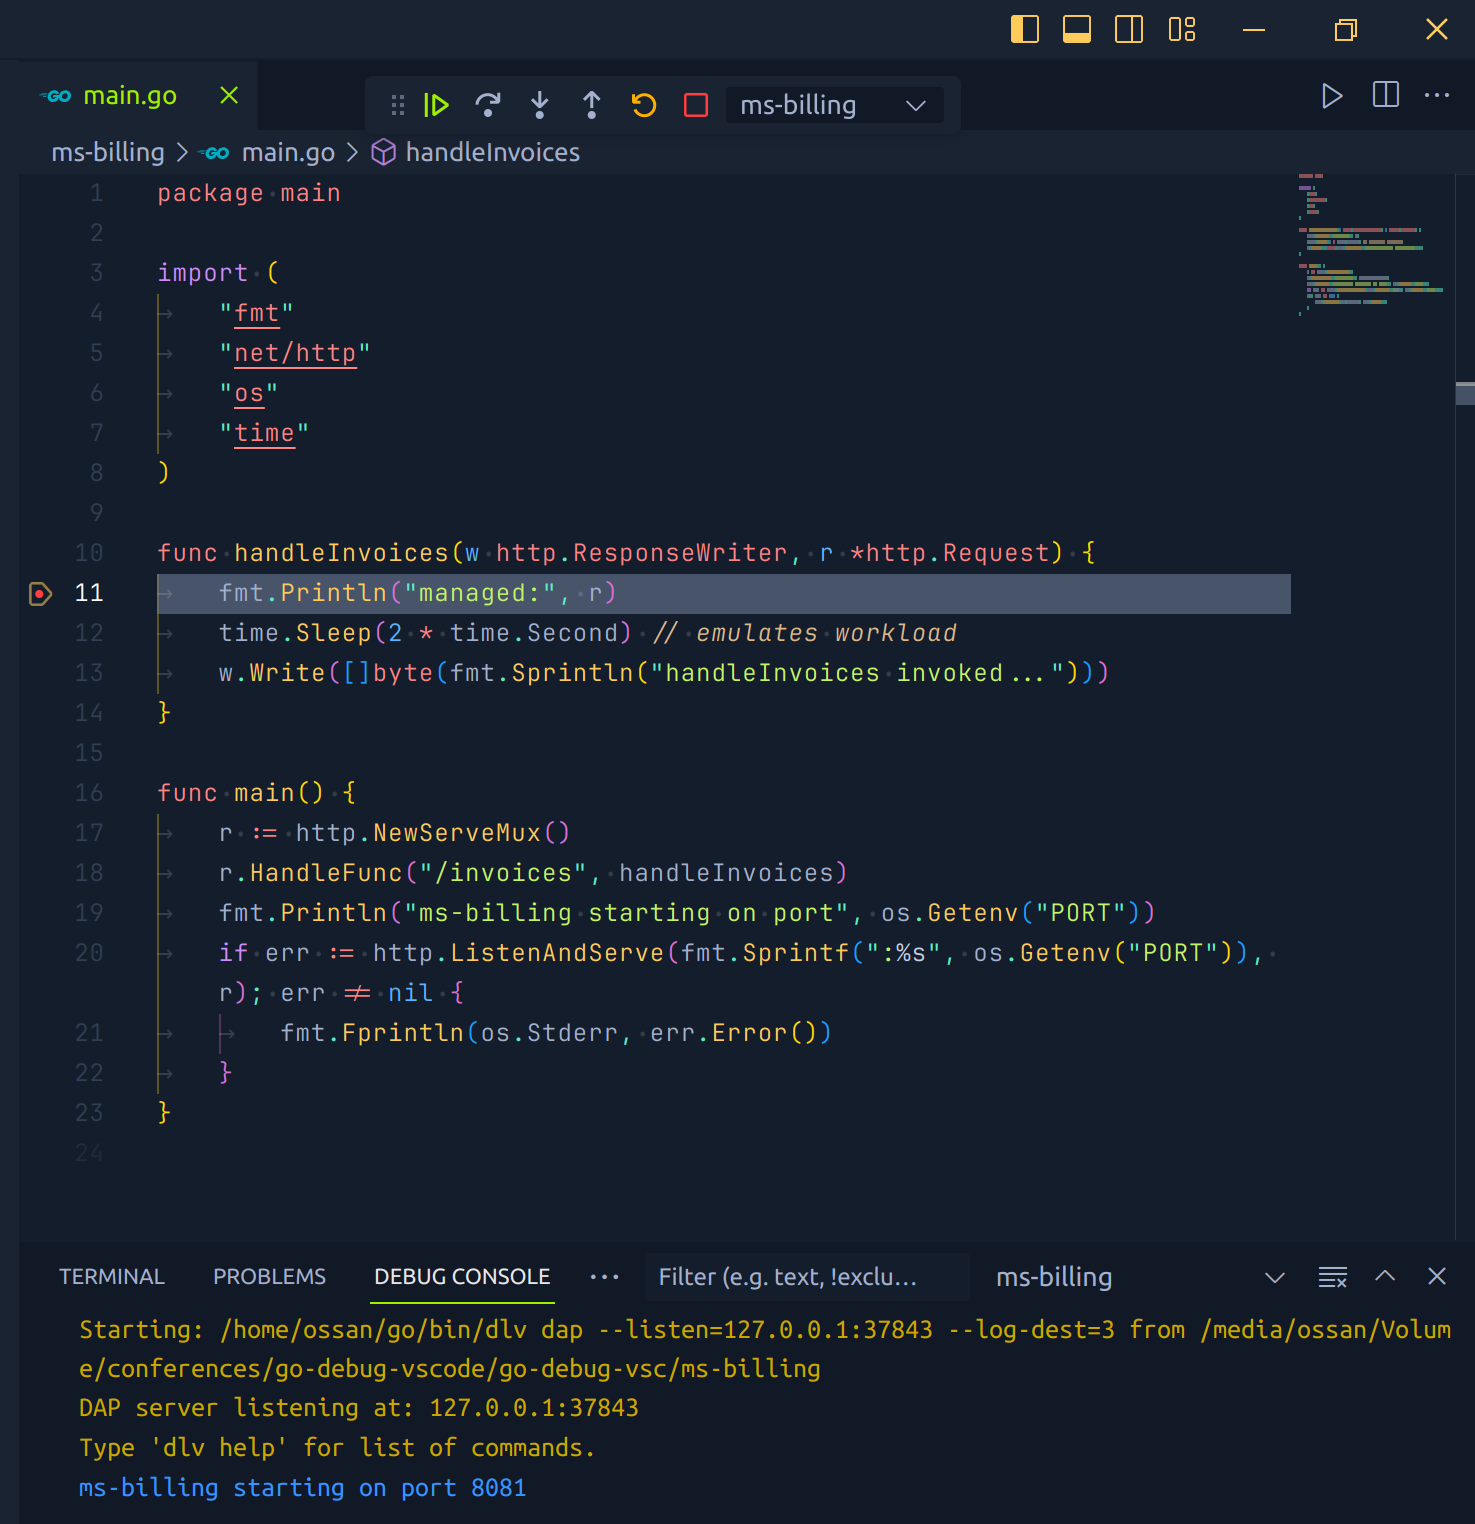 GO main.go
ms-billing
ms-billing > GO main.go > handleInvoices
1 package main
2
3 import (
4 "fmt"
5 "net/http"
6 "os"
7 "time"
8 )
9
10 func handleInvoices(w http.ResponseWriter, r *http.Request) {
11 fmt.Println("managed:", r)
12 time.Sleep(2 * time.Second) // emulates workload
13 w.Write([]byte(fmt.Sprintln("handleInvoices invoked...")))
14 }
15
16 func main() {
17 r := http.NewServeMux()
18 r.HandleFunc("/invoices", handleInvoices)
19 fmt.Println("ms-billing starting on port", os.Getenv("PORT"))
20 if err := http.ListenAndServe(fmt.Sprintf(":%s", os.Getenv("PORT")),
r); err != nil {
21 fmt.Fprintln(os.Stderr, err.Error())
22 }
23 }
24
TERMINAL PROBLEMS DEBUG CONSOLE ... Filter (e.g. text, !exclu... ms-billing
Starting: /home/ossan/go/bin/dlv dap --listen=127.0.0.1:37843 --log-dest=3 from /media/ossan/Volum
e/conferences/go-debug-vscode/go-debug-vsc/ms-billing
DAP server listening at: 127.0.0.1:37843
Type 'dlv help' for list of commands.
ms-billing starting on port 8081